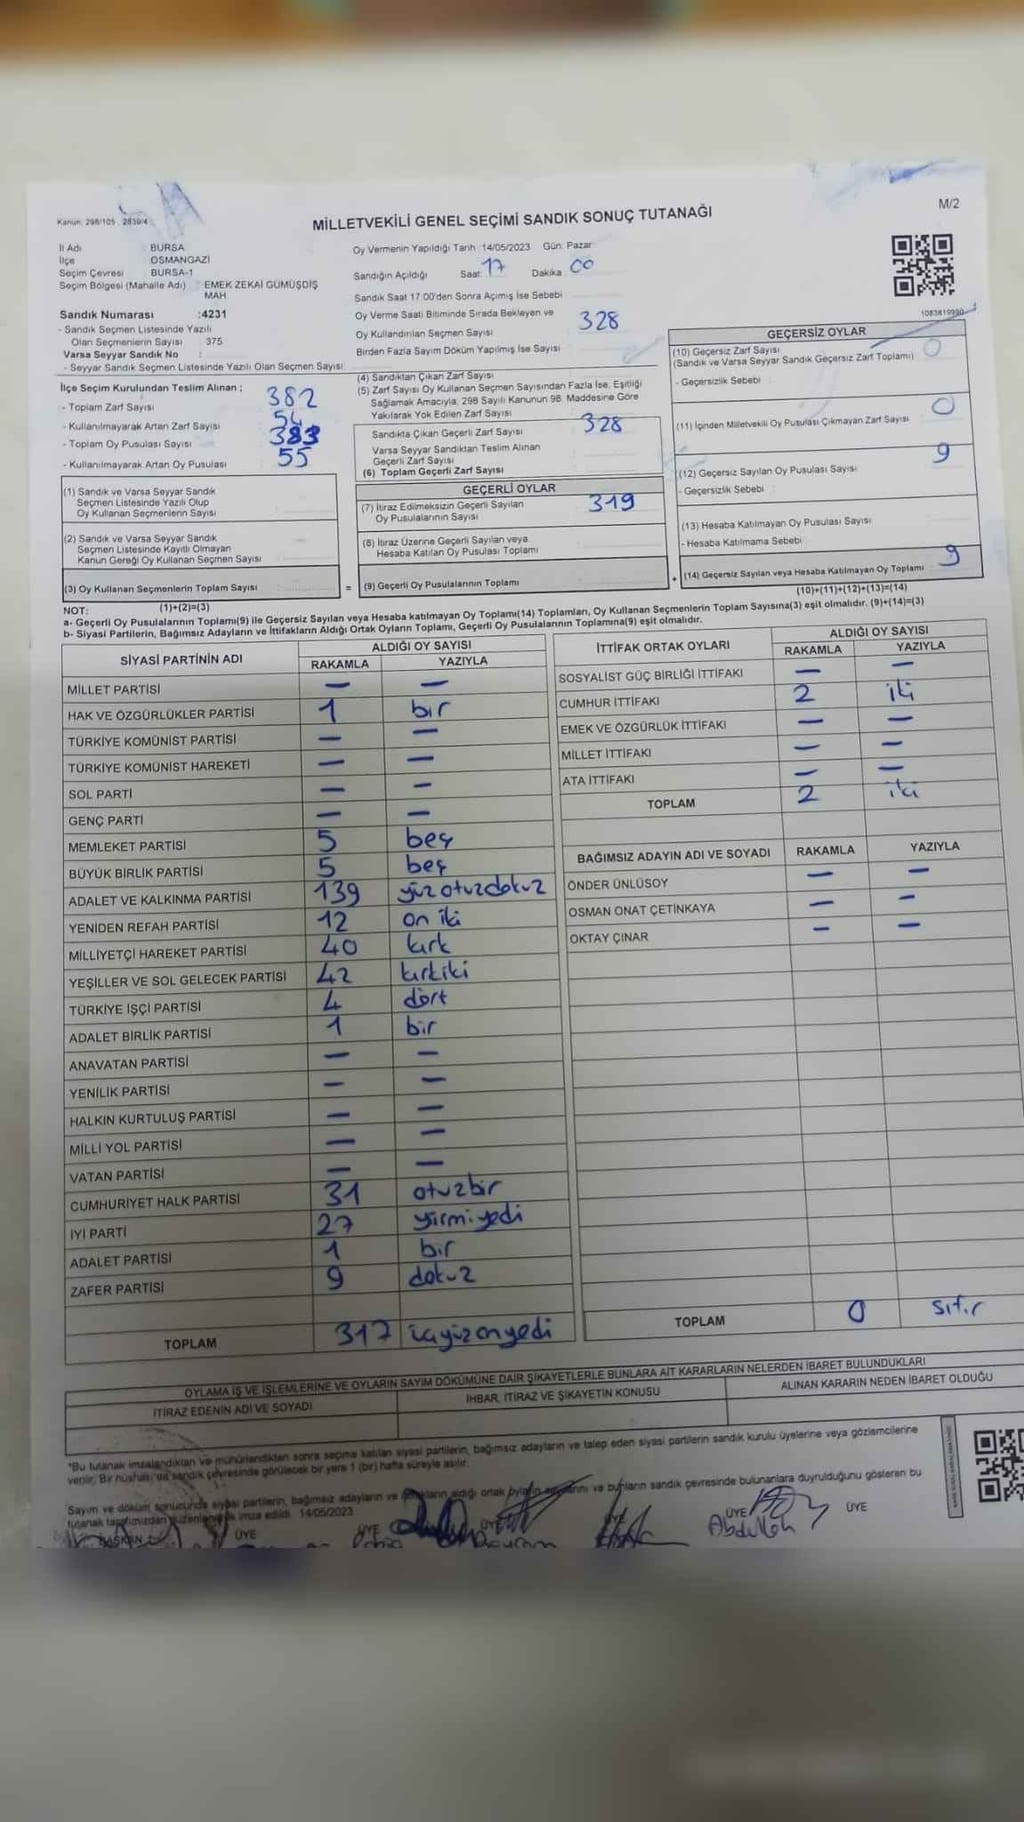 M/2
Kanun: 298/105 , 2839/4
MİLLETVEKİLİ GENEL SEÇİMİ SANDIK SONUÇ TUTANAĞI
İl Adı : BURSA
İlçe : OSMANGAZİ
Seçim Çevresi : BURSA-1
Seçim Bölgesi (Mahalle Adı) : EMEK ZEKAİ GÜMÜŞDİŞ MAH
Sandık Numarası :4231
- Sandık Seçmen Listesinde Yazılı
Olan Seçmenlerin Sayısı : 375
Varsa Seyyar Sandık No :
- Seyyar Sandık Seçmen Listesinde Yazılı Olan Seçmen Sayısı :
Oy Vermenin Yapıldığı Tarih :14/05/2023 Gün: Pazar
Sandığın Açıldığı Saat: 17 Dakika: 00
Sandık Saat 17.00'den Sonra Açımış İse Sebebi
Oy Verme Saati Bitiminde Sırada Bekleyen ve
Oy Kullandırılan Seçmen Sayısı 328
Birden Fazla Sayım Döküm Yapılmış İse Sayısı
1083819990
İlçe Seçim Kurulundan Teslim Alınan ;
- Toplam Zarf Sayısı 382
- Kullanılmayarak Artan Zarf Sayısı
- Toplam Oy Pusulası Sayısı 383
- Kullanılmayarak Artan Oy Pusulası 55
(4) Sandıktan Çıkan Zarf Sayısı
(5) Zarf Sayısı Oy Kullanan Seçmen Sayısından Fazla İse, Eşitliği
Sağlamak Amacıyla, 298 Sayılı Kanunun 98. Maddesine Göre
Yakılarak Yok Edilen Zarf Sayısı
Sandıkta Çıkan Geçerli Zarf Sayısı 328
Varsa Seyyar Sandıktan Teslim Alınan
Geçerli Zarf Sayısı
(6) Toplam Geçerli Zarf Sayısı
GEÇERSİZ OYLAR
(10) Geçersiz Zarf Sayısı 0
(Sandık ve Varsa Seyyar Sandık Geçersiz Zarf Toplamı)
- Geçersizlik Sebebi :
(11) İçinden Milletvekili Oy Pusulası Çıkmayan Zarf Sayısı 0
(12) Geçersiz Sayılan Oy Pusulası Sayısı 9
- Geçersizlik Sebebi :
(13) Hesaba Katılmayan Oy Pusulası Sayısı
- Hesaba Katılmama Sebebi
(14) Geçersiz Sayılan veya Hesaba Katılmayan Oy Toplamı 9
(10)+(11)+(12)+(13)=(14)
(1) Sandık ve Varsa Seyyar Sandık
Seçmen Listesinde Yazılı Olup
Oy Kullanan Seçmenlerin Sayısı
(2) Sandık ve Varsa Seyyar Sandık
Seçmen Listesinde Kayıtlı Olmayan
Kanun Gereği Oy Kullanan Seçmen Sayısı
(3) Oy Kullanan Seçmenlerin Toplam Sayısı =
(1)+(2)=(3)
GEÇERLİ OYLAR
(7) İtiraz Edilmeksizin Geçerli Sayılan
Oy Pusulalarının Sayısı 319
(8) İtiraz Üzerine Geçerli Sayılan veya
Hesaba Katılan Oy Pusulası Toplamı
(9) Geçerli Oy Pusulalarının Toplamı +
NOT:
a- Geçerli Oy Pusulalarının Toplamı(9) ile Geçersiz Sayılan veya Hesaba katılmayan Oy Toplamı(14) Toplamları, Oy Kullanan Seçmenlerin Toplam Sayısına(3) eşit olmalıdır. (9)+(14)=(3)
b- Siyasi Partilerin, Bağımsız Adayların ve İttifakların Aldığı Ortak Oyların Toplamı, Geçerli Oy Pusulalarının Toplamına(9) eşit olmalıdır.
SİYASİ PARTİNİN ADI ALDIĞI OY SAYISI
RAKAMLA YAZIYLA
MİLLET PARTİSİ — —
HAK VE ÖZGÜRLÜKLER PARTİSİ 1 bir
TÜRKİYE KOMÜNİST PARTİSİ — —
TÜRKİYE KOMÜNİST HAREKETİ — —
SOL PARTİ — —
GENÇ PARTİ — —
MEMLEKET PARTİSİ 5 beş
BÜYÜK BİRLİK PARTİSİ 5 beş
ADALET VE KALKINMA PARTİSİ 139 yüzotuzdokuz
YENİDEN REFAH PARTİSİ 12 on iki
MİLLİYETÇİ HAREKET PARTİSİ 40 kırk
YEŞİLLER VE SOL GELECEK PARTİSİ 42 kırkiki
TÜRKİYE İŞÇİ PARTİSİ 4 dört
ADALET BİRLİK PARTİSİ 1 bir
ANAVATAN PARTİSİ — —
YENİLİK PARTİSİ — —
HALKIN KURTULUŞ PARTİSİ — —
MİLLİ YOL PARTİSİ — —
VATAN PARTİSİ — —
CUMHURİYET HALK PARTİSİ 31 otuzbir
İYİ PARTİ 27 yirmiyedi
ADALET PARTİSİ 1 bir
ZAFER PARTİSİ 9 dokuz
TOPLAM 317 üçyüzonyedi
İTTİFAK ORTAK OYLARI ALDIĞI OY SAYISI
RAKAMLA YAZIYLA
SOSYALİST GÜÇ BİRLİĞİ İTTİFAKI — —
CUMHUR İTTİFAKI 2 iki
EMEK VE ÖZGÜRLÜK İTTİFAKI — —
MİLLET İTTİFAKI — —
ATA İTTİFAKI — —
TOPLAM 2 iki
BAĞIMSIZ ADAYIN ADI VE SOYADI RAKAMLA YAZIYLA
ÖNDER ÜNLÜSOY — —
OSMAN ONAT ÇETİNKAYA — —
OKTAY ÇINAR — —
TOPLAM 0 sıfır
OYLAMA İŞ VE İŞLEMLERİNE VE OYLARIN SAYIM DÖKÜMÜNE DAİR ŞİKAYETLERLE BUNLARA AİT KARARLARIN NELERDEN İBARET BULUNDUKLARI
İTİRAZ EDENİN ADI VE SOYADI İHBAR, İTİRAZ VE ŞİKAYETİN KONUSU ALINAN KARARIN NEDEN İBARET OLDUĞU
*Bu tutanak imzalandıktan ve mühürlendikten sonra seçime katılan siyasi partilerin, bağımsız adayların ve talep eden siyasi partilerin sandık kurulu üyelerine veya gözlemcilerine
verilir. Bir nüshası da sandık çevresinde görülecek bir yere 1 (bir) hafta süreyle asılır.
Sayım ve döküm sonucunda siyasi partilerin, bağımsız adayların ve aldığı ortak ve bunların sandık çevresinde bulunanlara duyrulduğunu gösteren bu
tutanak tarafımızdan düzenlenerek imza edildi. 14/05/2023
BAŞKAN ÜYE ÜYE ÜYE ÜYE ÜYE ÜYE
Abdullah